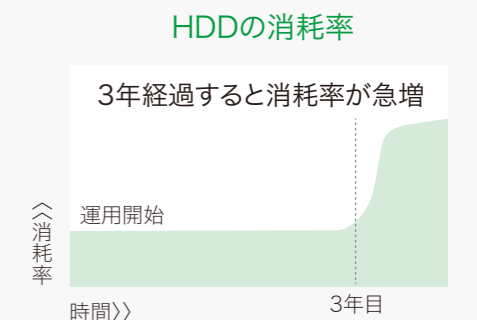 HDDの消耗率
3年経過すると消耗率が急増
運用開始
〈〈消耗率
3年目
時間〉〉